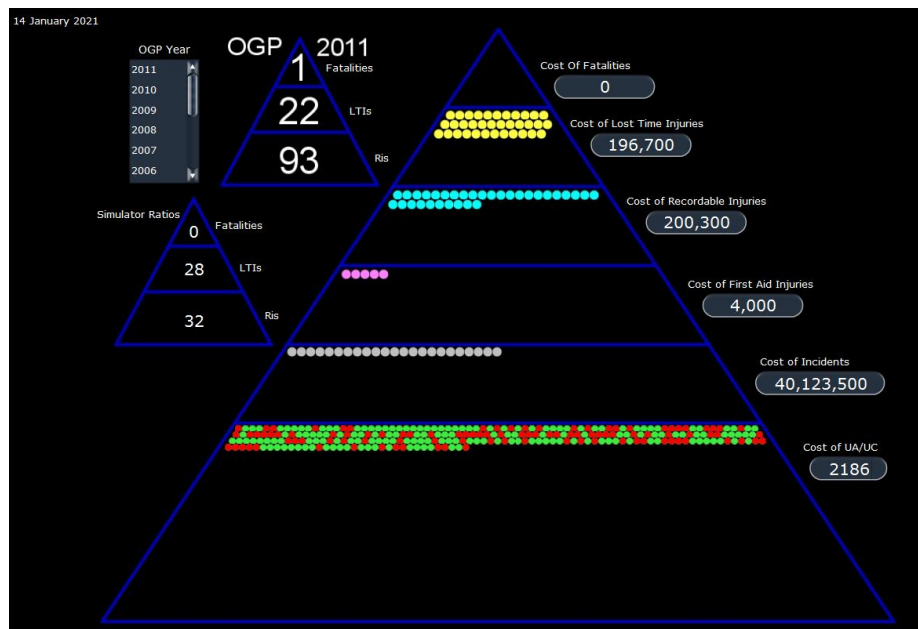 14 January 2021
OGP Year
2011
2010
2009
2008
2007
2006
OGP 2011
1
Fatalities
22
LTIs
93
Ris
Simulator Ratios
0
Fatalities
28
LTIs
32
Ris
Cost Of Fatalities
0
Cost of Lost Time Injuries
196,700
Cost of Recordable Injuries
200,300
Cost of First Aid Injuries
4,000
Cost of Incidents
40,123,500
Cost of UA/UC
2186